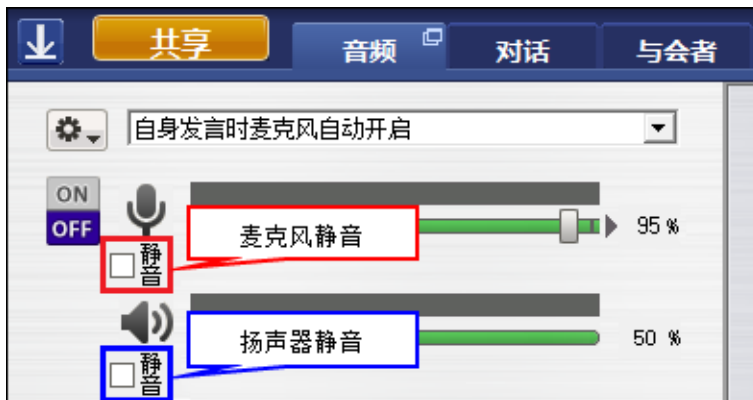 共享
音频
对话
与会者
自身发言时麦克风自动开启
ON
OFF
麦克风静音
95 %
静音
扬声器静音
50 %
静音